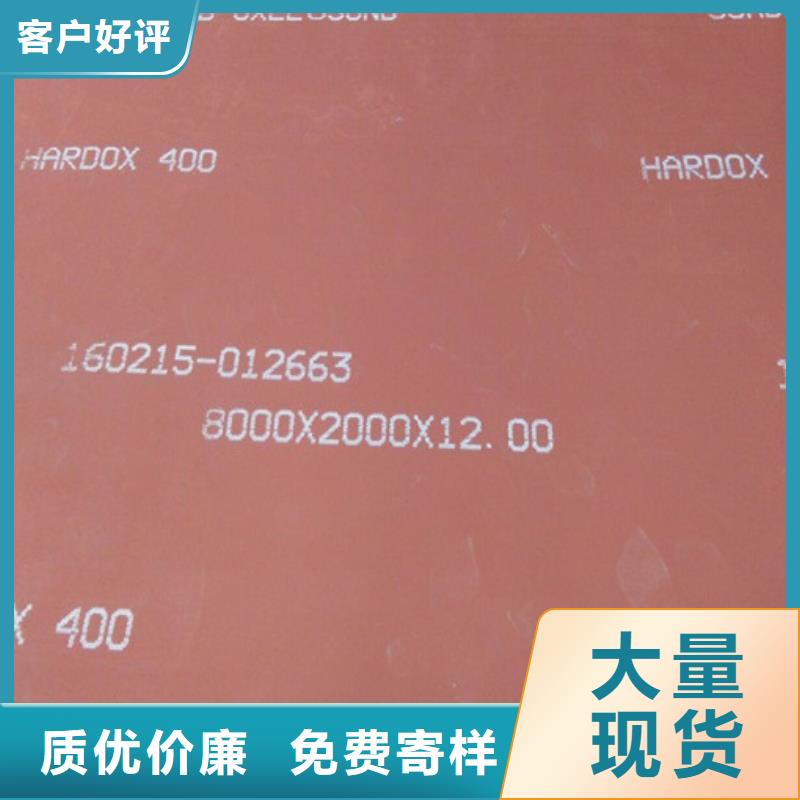 客户好评
HARDOX 400
HARDOX
160215-012663
8000X2000X12.00
X 400
大量
现货
质优价廉 免费寄样